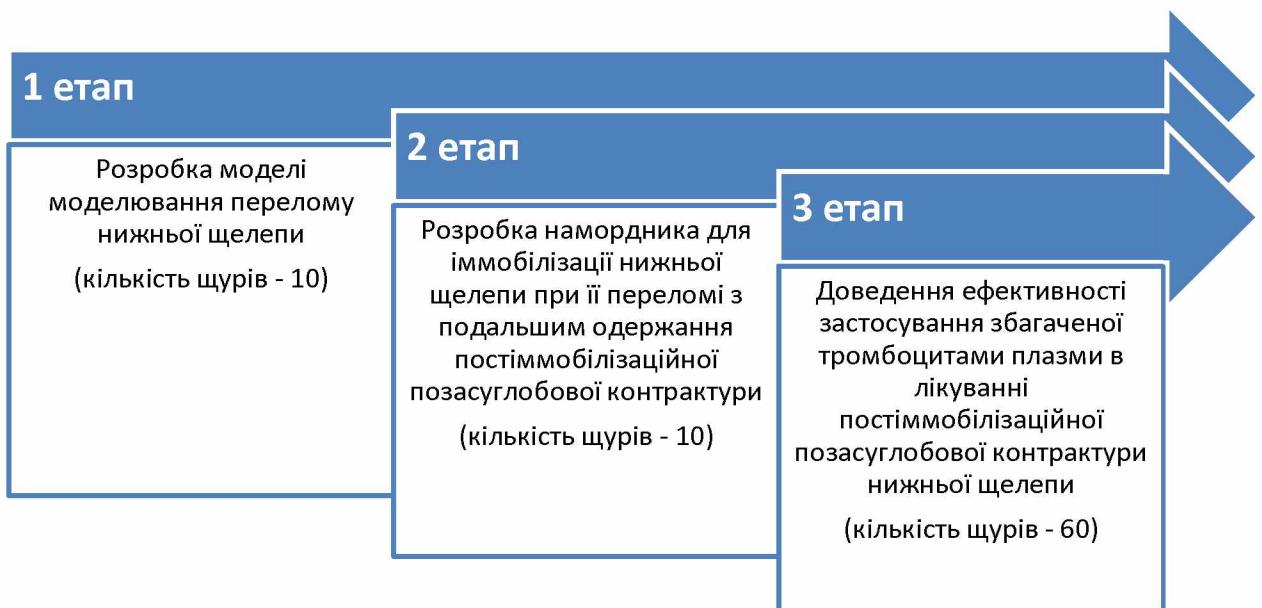 1 етап
Розробка моделі
моделювання перелому
нижньої щелепи
(кількість щурів - 10)
2 етап
Розробка намордника для
іммобілізації нижньої
щелепи при її переломі з
подальшим одержання
постіммобілізаційної
позасуглобової контрактури
(кількість щурів - 10)
3 етап
Доведення ефективності
застосування збагаченої
тромбоцитами плазми в
лікуванні
постіммобілізаційної
позасуглобової контрактури
нижньої щелепи
(кількість щурів - 60)